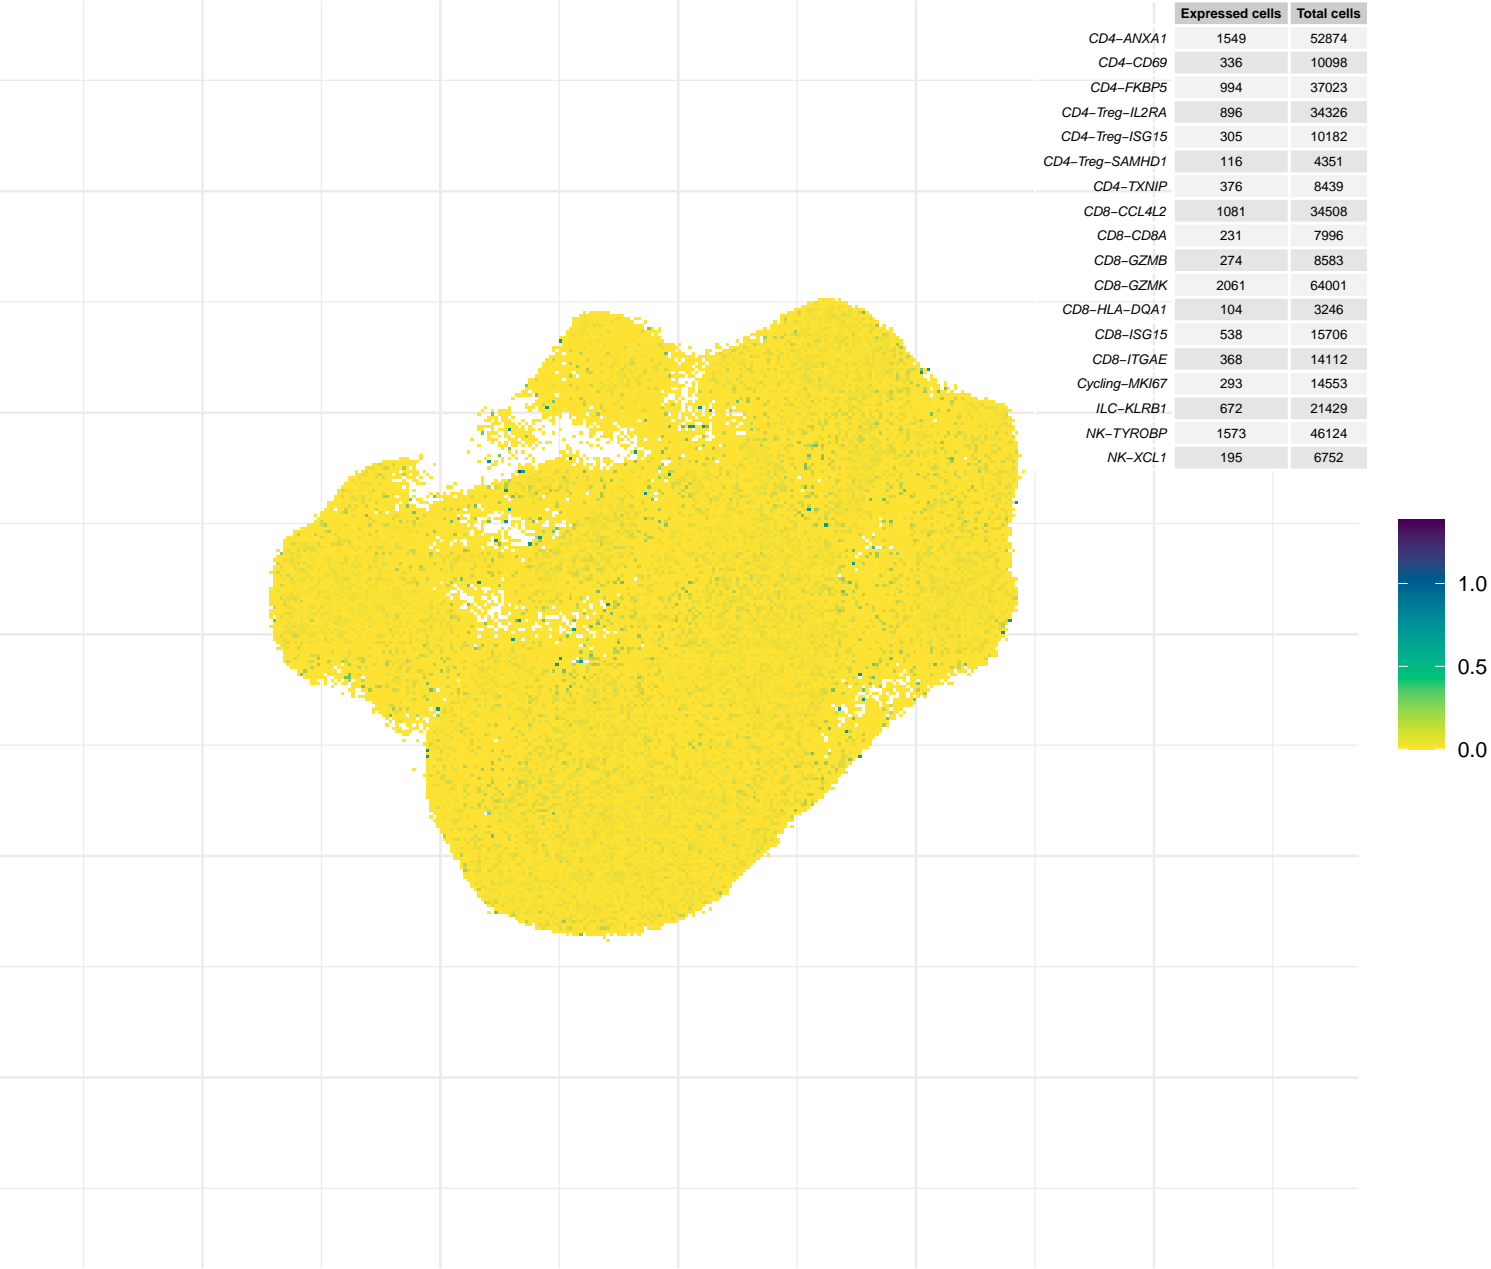 Expressed cells Total cells
CD4−ANXA1 1549 52874
CD4−CD69 336 10098
CD4−FKBP5 994 37023
CD4−Treg−IL2RA 896 34326
CD4−Treg−ISG15 305 10182
CD4−Treg−SAMHD1 116 4351
CD4−TXNIP 376 8439
CD8−CCL4L2 1081 34508
CD8−CD8A 231 7996
CD8−GZMB 274 8583
CD8−GZMK 2061 64001
CD8−HLA−DQA1 104 3246
CD8−ISG15 538 15706
CD8−ITGAE 368 14112
Cycling−MKI67 293 14553
ILC−KLRB1 672 21429
NK−TYROBP 1573 46124
NK−XCL1 195 6752
1.0
0.5
0.0